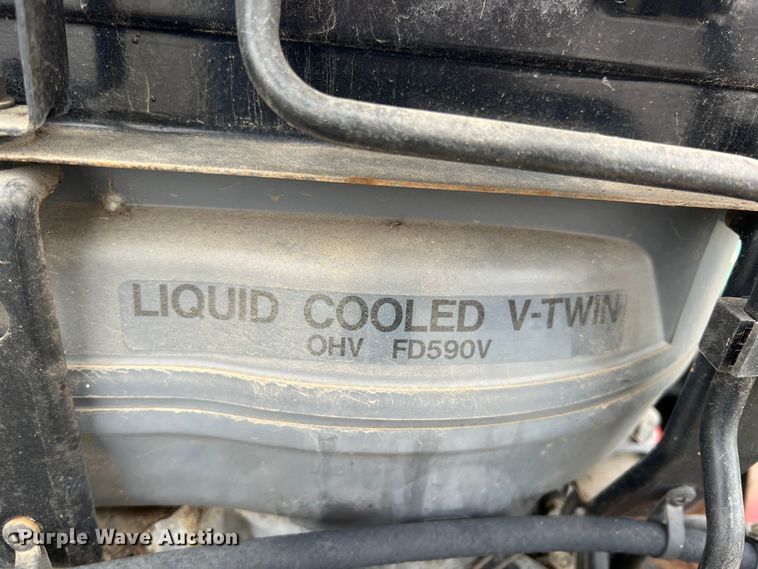 LIQUID COOLED V-TWIN
OHV FD590V
Purple Wave Auction